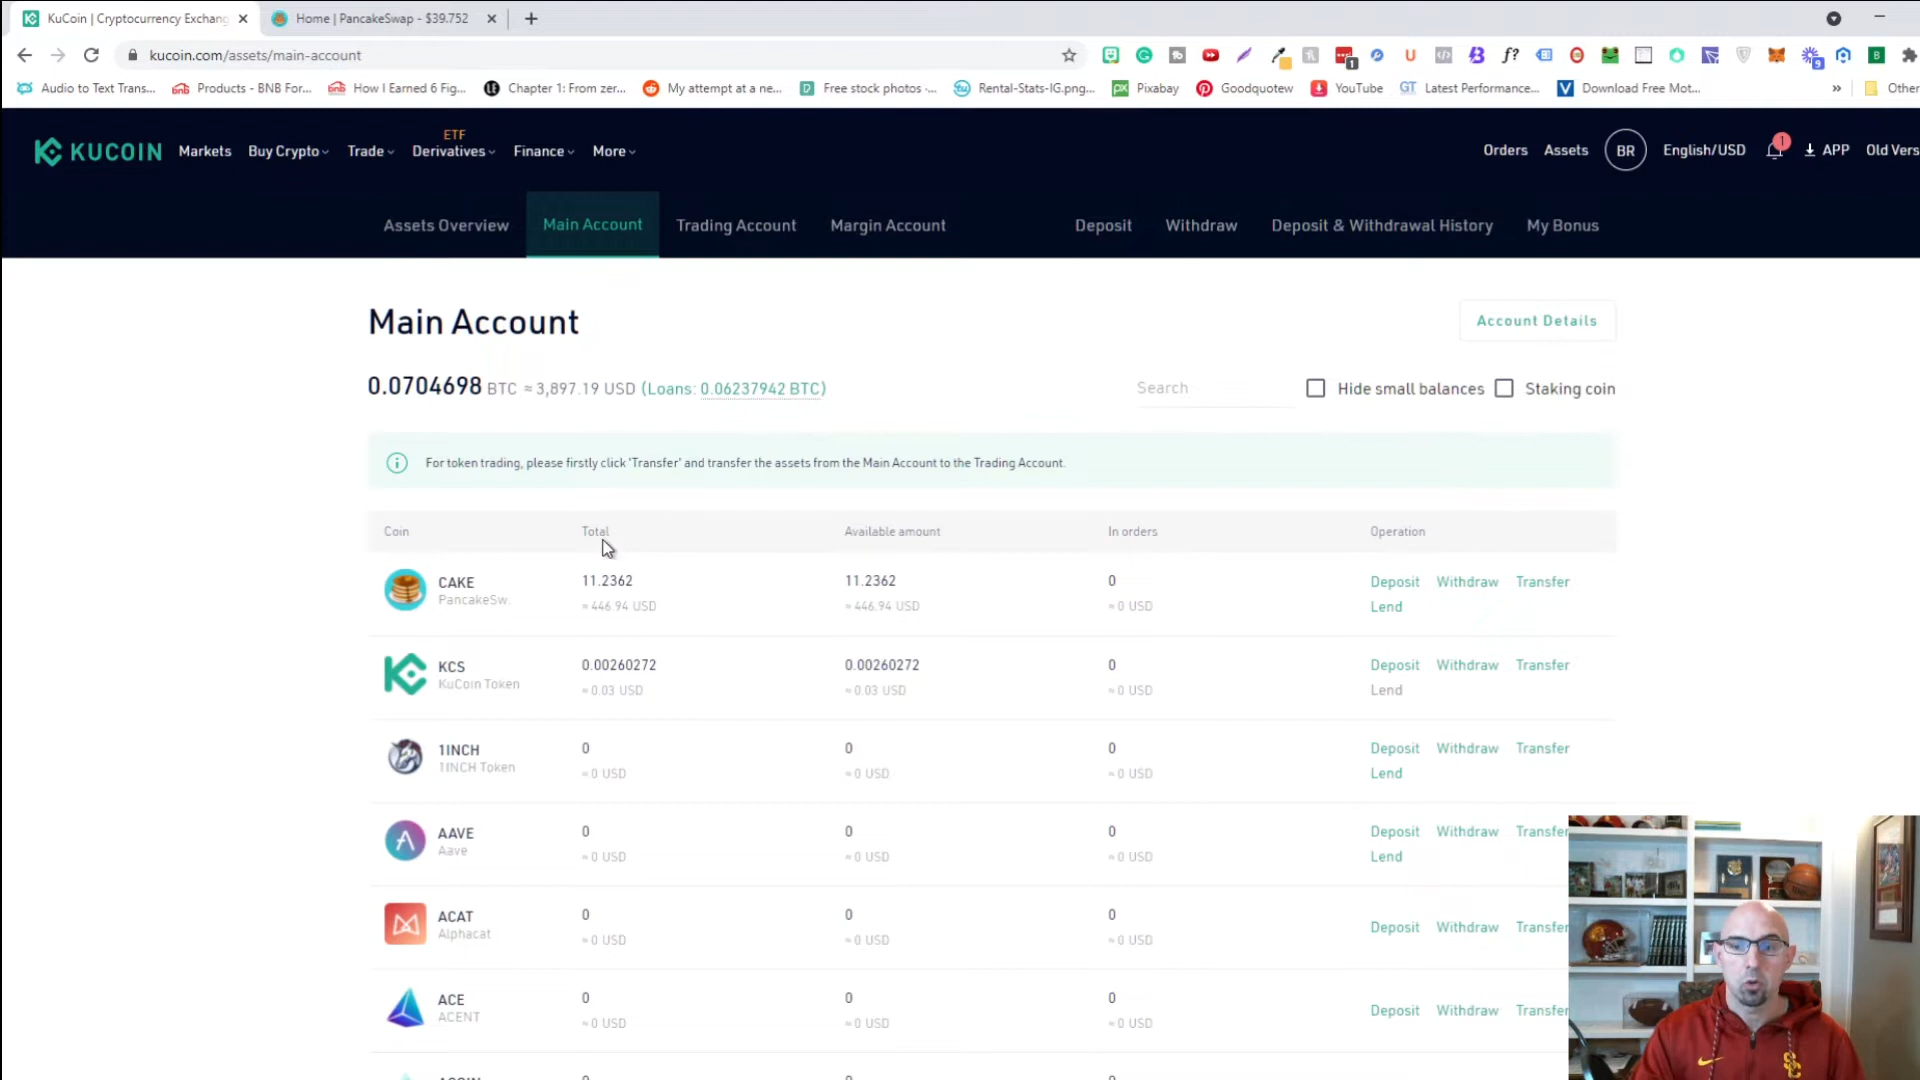 KuCoin | Cryptocurrency Exchang
Home | PancakeSwap - $39.752
kucoin.com/assets/main-account
Audio to Text Trans...
Products - BNB For...
How I Earned 6 Fig...
Chapter 1: From zer...
My attempt at a ne...
Free stock photos -...
Rental-Stats-IG.png...
Pixabay
Goodquotew
YouTube
GT Latest Performance...
Download Free Mot...
Other
KUCOIN
Markets
Buy Crypto
Trade
ETF
Derivatives
Finance
More
Orders
Assets
BR
English/USD
1
APP
Old Vers
Assets Overview
Main Account
Trading Account
Margin Account
Deposit
Withdraw
Deposit & Withdrawal History
My Bonus
Main Account
Account Details
0.0704698 BTC ≈ 3,897.19 USD (Loans: 0.06237942 BTC)
Search
Hide small balances
Staking coin
For token trading, please firstly click 'Transfer' and transfer the assets from the Main Account to the Trading Account.
Coin Total Available amount In orders Operation
CAKE 11.2362 11.2362 0 Deposit Withdraw Transfer
PancakeSw. ≈ 446.94 USD ≈ 446.94 USD ≈ 0 USD Lend
KCS 0.00260272 0.00260272 0 Deposit Withdraw Transfer
KuCoin Token ≈ 0.03 USD ≈ 0.03 USD ≈ 0 USD Lend
1INCH 0 0 0 Deposit Withdraw Transfer
1INCH Token ≈ 0 USD ≈ 0 USD ≈ 0 USD Lend
AAVE 0 0 0 Deposit Withdraw Transfer
Aave ≈ 0 USD ≈ 0 USD ≈ 0 USD Lend
ACAT 0 0 0 Deposit Withdraw Transfer
Alphacat ≈ 0 USD ≈ 0 USD ≈ 0 USD
ACE 0 0 0 Deposit Withdraw Transfer
ACENT ≈ 0 USD ≈ 0 USD ≈ 0 USD
SC